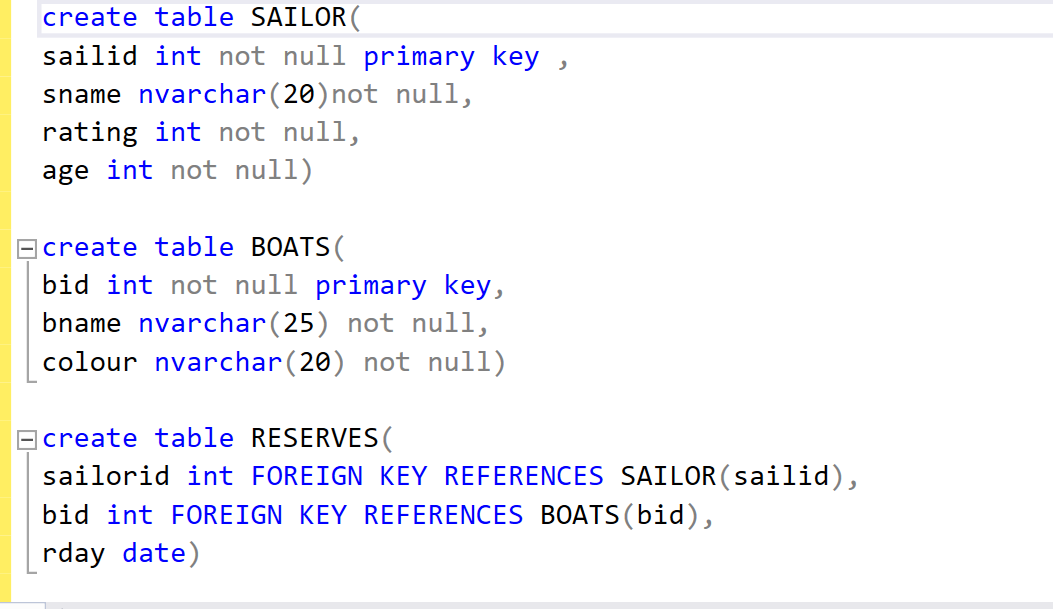 create table SAILOR(
sailid int not null primary key ,
sname nvarchar(20)not null,
rating int not null,
age int not null)
create table BOATS(
bid int not null primary key,
bname nvarchar(25) not null,
colour nvarchar(20) not null)
create table RESERVES(
sailorid int FOREIGN KEY REFERENCES SAILOR(sailid),
bid int FOREIGN KEY REFERENCES BOATS(bid),
rday date)